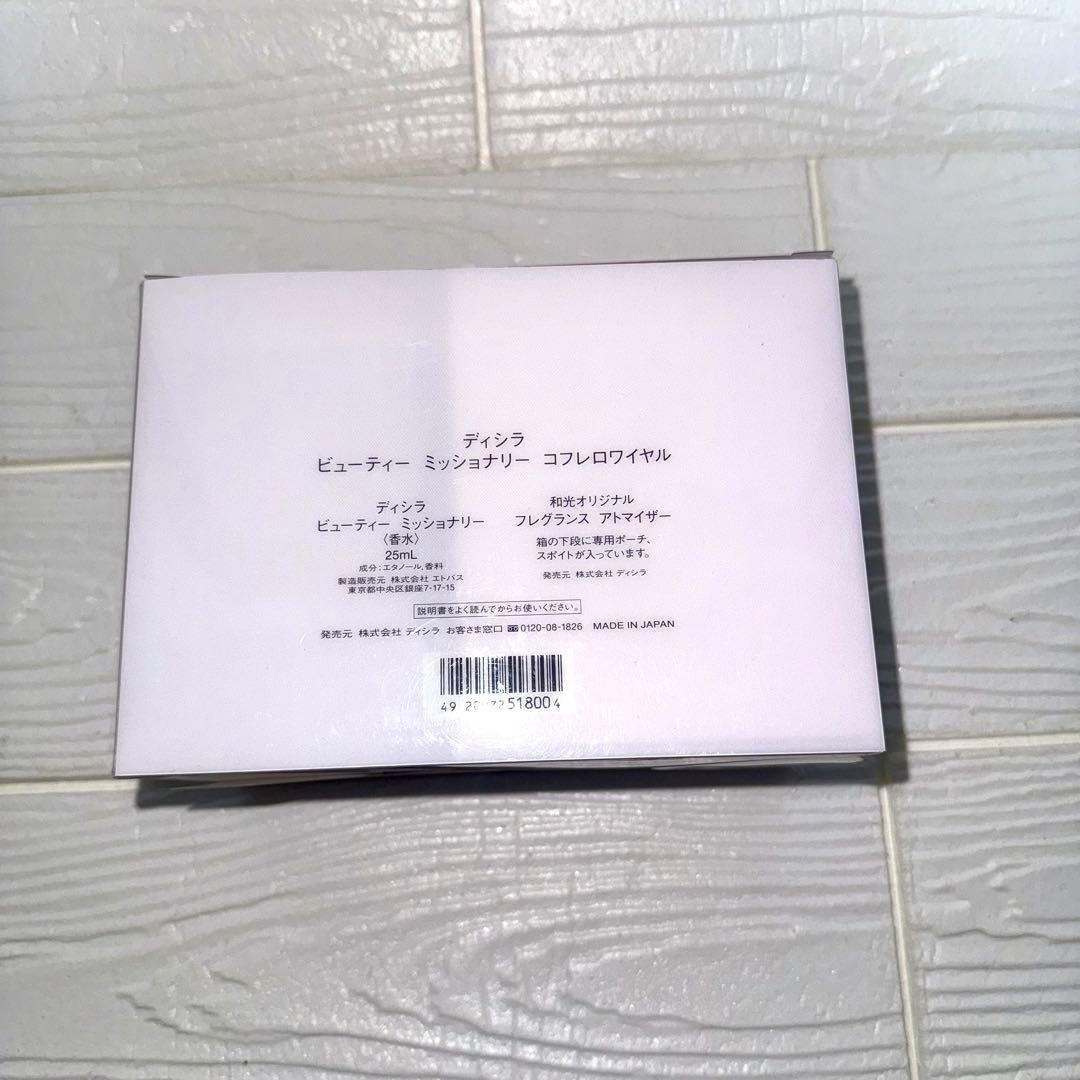 ディシラ
ビューティー ミッショナリー コフレロワイヤル
ディシラ
ビューティー ミッショナリー
〈香水〉
25mL
成分:エタノール,香料
製造販売元 株式会社 エトバス
東京都中央区銀座7-17-15
和光オリジナル
フレグランス アトマイザー
箱の下段に専用ポーチ、
スポイトが入っています。
発売元 株式会社 ディシラ
説明書をよく読んでからお使いください。
発売元 株式会社 ディシラ お客さま窓口 0120-08-1826 MADE IN JAPAN